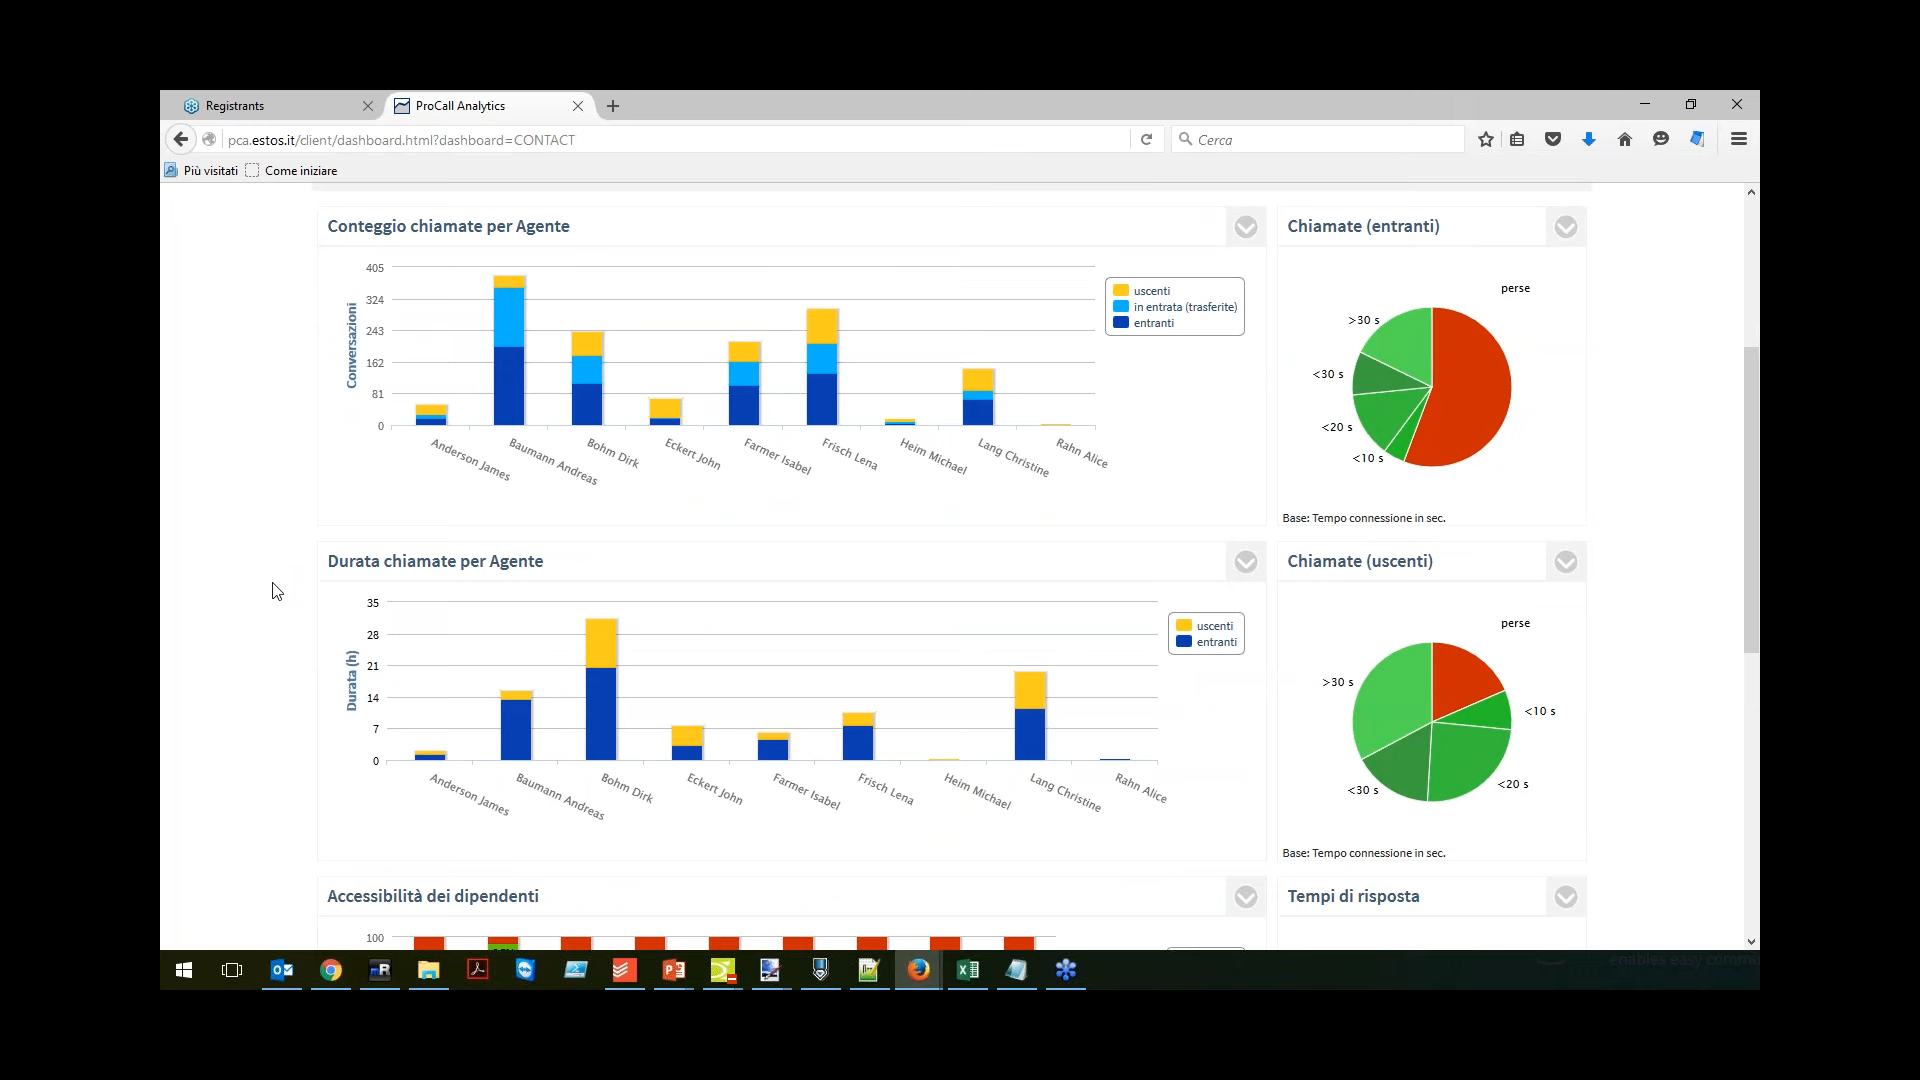 Registrants
ProCall Analytics
pca.estos.it/client/dashboard.html?dashboard=CONTACT
Cerca
Più visitati
Come iniziare
Conteggio chiamate per Agente
405
324
243
162
81
0
Conversazioni
Anderson James
Baumann Andreas
Bohm Dirk
Eckert John
Farmer Isabel
Frisch Lena
Heim Michael
Lang Christine
Rahn Alice
uscenti
in entrata (trasferite)
entranti
Chiamate (entranti)
perse
>30 s
<30 s
<20 s
<10 s
Base: Tempo connessione in sec.
Durata chiamate per Agente
35
28
21
14
7
0
Durata (h)
Anderson James
Baumann Andreas
Bohm Dirk
Eckert John
Farmer Isabel
Frisch Lena
Heim Michael
Lang Christine
Rahn Alice
uscenti
entranti
Chiamate (uscenti)
perse
>30 s
<10 s
<30 s
<20 s
Base: Tempo connessione in sec.
Accessibilità dei dipendenti
100
Tempi di risposta
enables easy commu